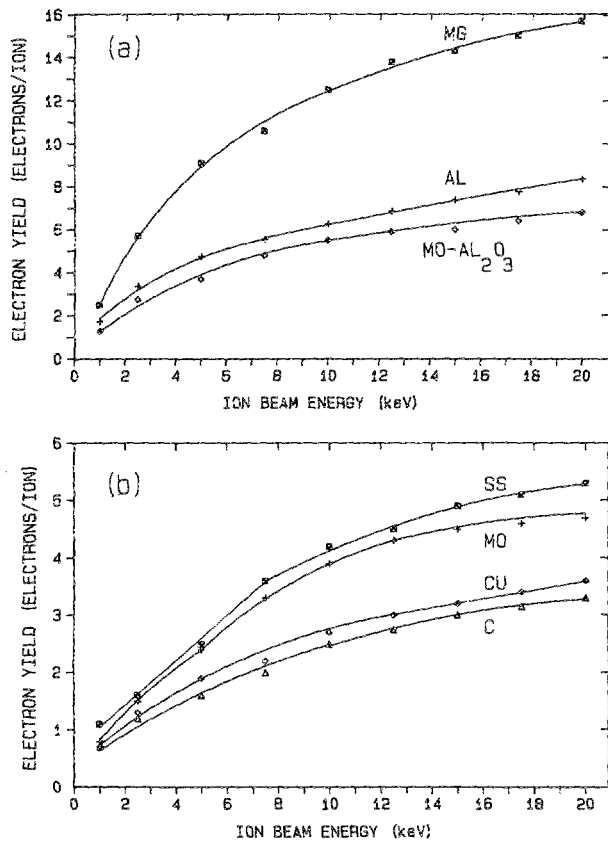 (a)
16
14
12
10
8
6
4
2
0
ELECTRON YIELD (ELECTRONS/ION)
MG
AL
MO-AL2O3
0 2 4 6 8 10 12 14 16 18 20
ION BEAM ENERGY (keV)
(b)
6
5
4
3
2
1
0
ELECTRON YIELD (ELECTRONS/ION)
SS
MO
CU
C
0 2 4 6 8 10 12 14 16 18 20
ION BEAM ENERGY (keV)